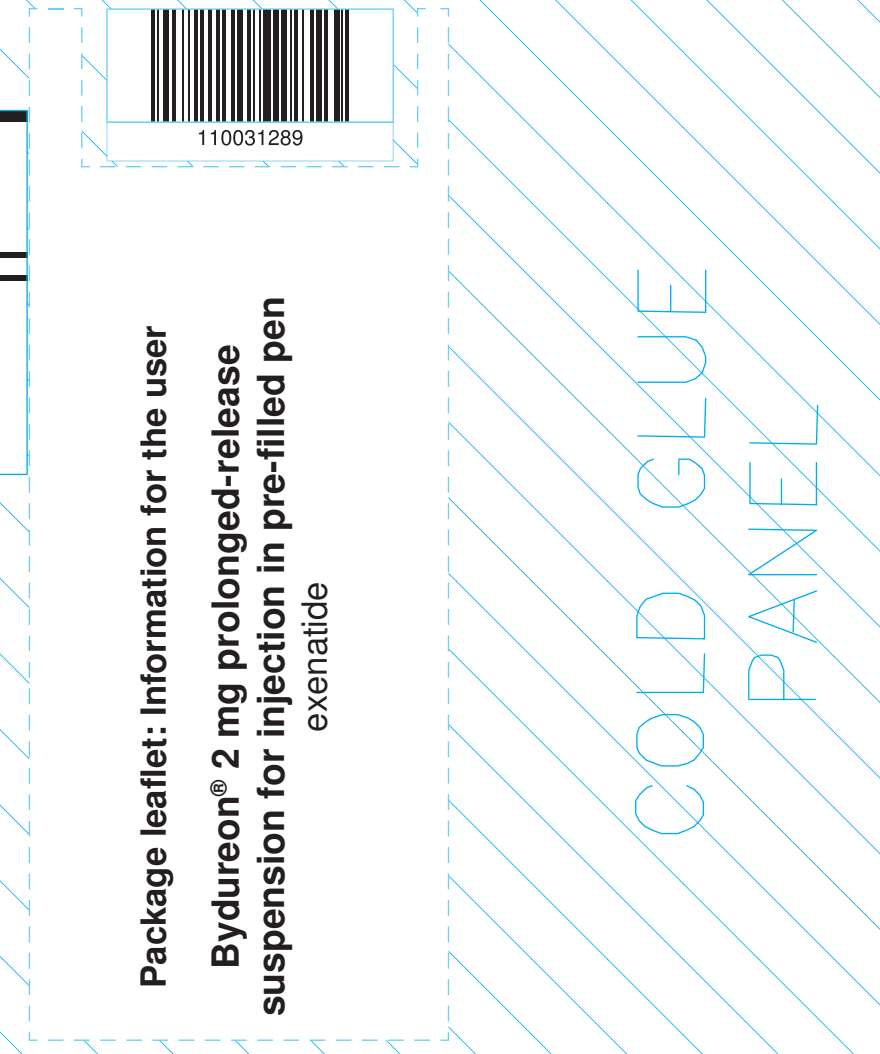 110031289
Package leaflet: Information for the user
Bydureon® 2 mg prolonged-release
suspension for injection in pre-filled pen
exenatide
COLD GLUE
PANEL